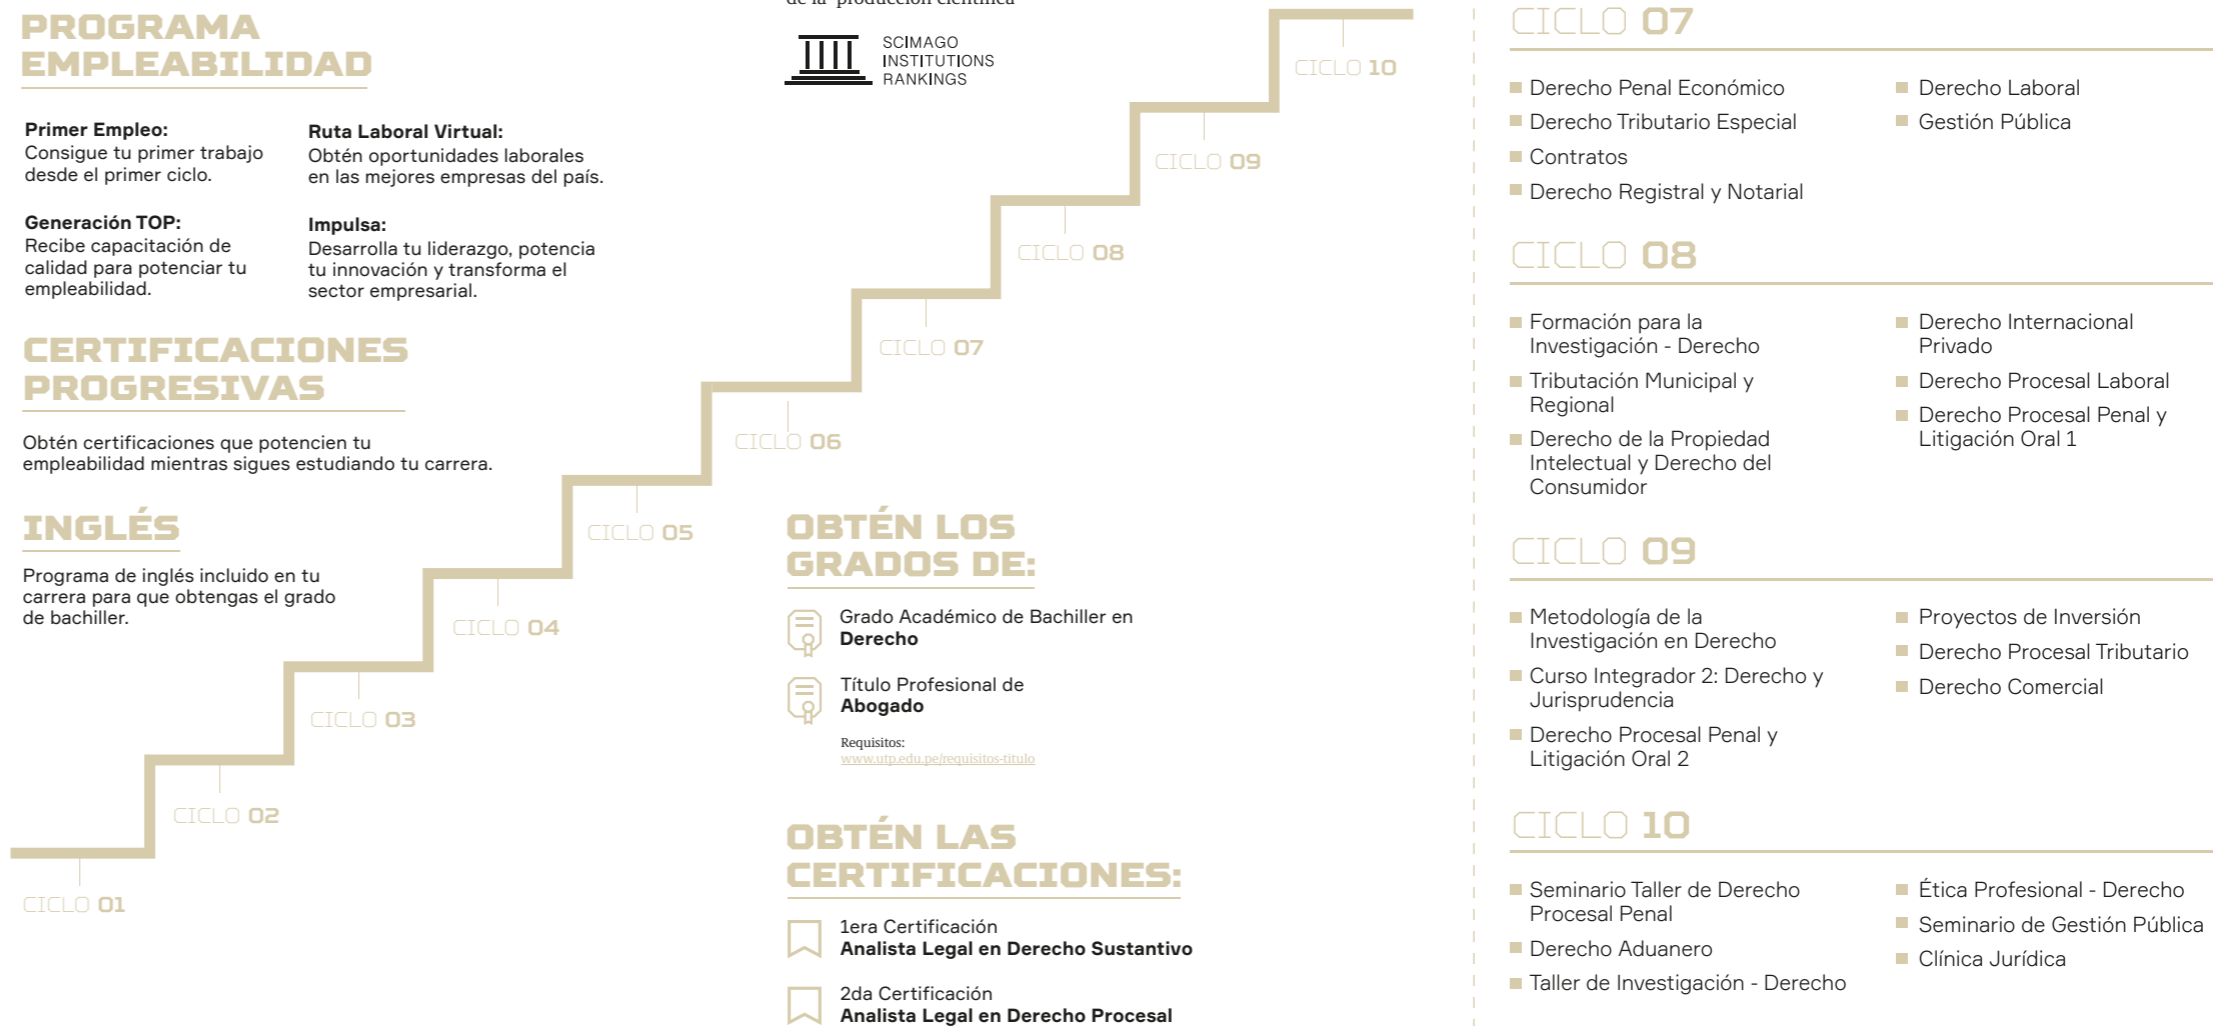 PROGRAMA
EMPLEABILIDAD
Primer Empleo:
Consigue tu primer trabajo
desde el primer ciclo.
Generación TOP:
Recibe capacitación de
calidad para potenciar tu
empleabilidad.
Ruta Laboral Virtual:
Obtén oportunidades laborales
en las mejores empresas del país.
Impulsa:
Desarrolla tu liderazgo, potencia
tu innovación y transforma el
sector empresarial.
CERTIFICACIONES
PROGRESIVAS
Obtén certificaciones que potencien tu
empleabilidad mientras sigues estudiando tu carrera.
INGLÉS
Programa de inglés incluido en tu
carrera para que obtengas el grado
de bachiller.
CICLO 01
CICLO 02
CICLO 03
CICLO 04
CICLO 05
CICLO 06
CICLO 07
CICLO 08
CICLO 09
CICLO 10
de la producción científica
SCIMAGO
INSTITUTIONS
RANKINGS
OBTÉN LOS
GRADOS DE:
Grado Académico de Bachiller en
Derecho
Título Profesional de
Abogado
Requisitos:
www.utp.edu.pe/requisitos-titulo
OBTÉN LAS
CERTIFICACIONES:
1era Certificación
Analista Legal en Derecho Sustantivo
2da Certificación
Analista Legal en Derecho Procesal
CICLO 07
Derecho Penal Económico
Derecho Tributario Especial
Contratos
Derecho Registral y Notarial
Derecho Laboral
Gestión Pública
CICLO 08
Formación para la
Investigación - Derecho
Tributación Municipal y
Regional
Derecho de la Propiedad
Intelectual y Derecho del
Consumidor
Derecho Internacional
Privado
Derecho Procesal Laboral
Derecho Procesal Penal y
Litigación Oral 1
CICLO 09
Metodología de la
Investigación en Derecho
Curso Integrador 2: Derecho y
Jurisprudencia
Derecho Procesal Penal y
Litigación Oral 2
Proyectos de Inversión
Derecho Procesal Tributario
Derecho Comercial
CICLO 10
Seminario Taller de Derecho
Procesal Penal
Derecho Aduanero
Taller de Investigación - Derecho
Ética Profesional - Derecho
Seminario de Gestión Pública
Clínica Jurídica